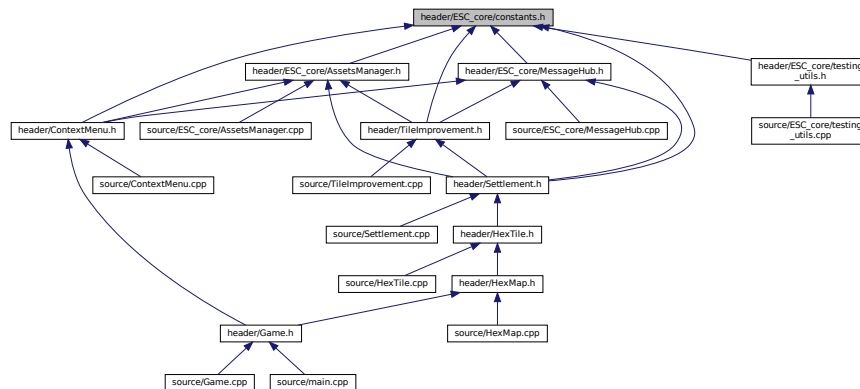 header/ESC_core/constants.h
header/ESC_core/AssetsManager.h
header/ESC_core/MessageHub.h
header/ESC_core/testing
_utils.h
header/ContextMenu.h
source/ESC_core/AssetsManager.cpp
header/TileImprovement.h
source/ESC_core/MessageHub.cpp
source/ESC_core/testing
_utils.cpp
source/ContextMenu.cpp
source/TileImprovement.cpp
header/Settlement.h
source/Settlement.cpp
header/HexTile.h
source/HexTile.cpp
header/HexMap.h
header/Game.h
source/HexMap.cpp
source/Game.cpp
source/main.cpp